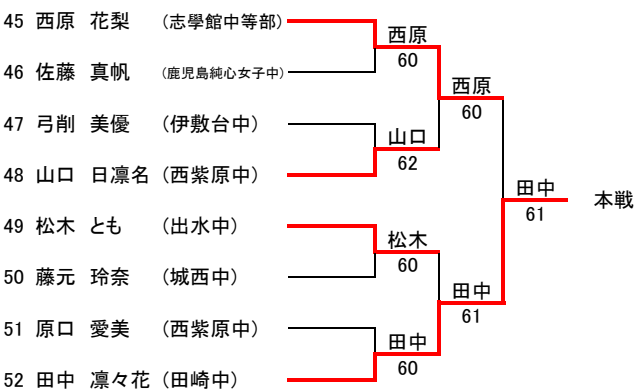 45 西原 花梨 （志學館中等部）
46 佐藤 真帆 （鹿児島純心女子中）
47 弓削 美優 （伊敷台中）
48 山口 日凛名 （西紫原中）
49 松木 とも （出水中）
50 藤元 玲奈 （城西中）
51 原口 愛美 （西紫原中）
52 田中 凛々花 （田崎中）
西原
60
山口
62
松木
60
田中
60
西原
60
田中
61
田中
61
本戦